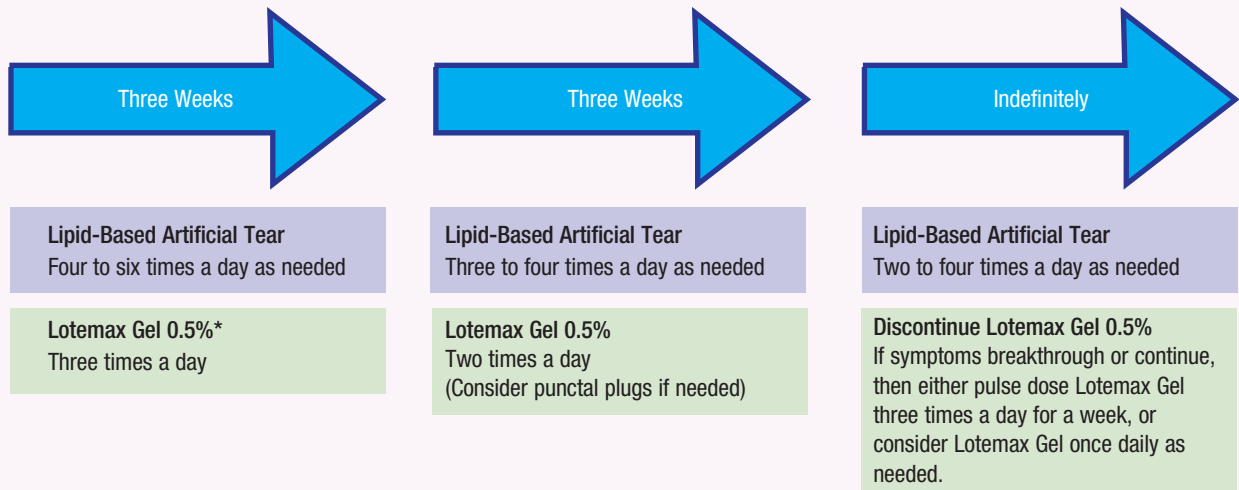 Three Weeks
Three Weeks
Indefinitely
Lipid-Based Artificial Tear
Four to six times a day as needed
Lipid-Based Artificial Tear
Three to four times a day as needed
Lipid-Based Artificial Tear
Two to four times a day as needed
Lotemax Gel 0.5%*
Three times a day
Lotemax Gel 0.5%
Two times a day
(Consider punctal plugs if needed)
Discontinue Lotemax Gel 0.5%
If symptoms breakthrough or continue,
then either pulse dose Lotemax Gel
three times a day for a week, or
consider Lotemax Gel once daily as
needed.